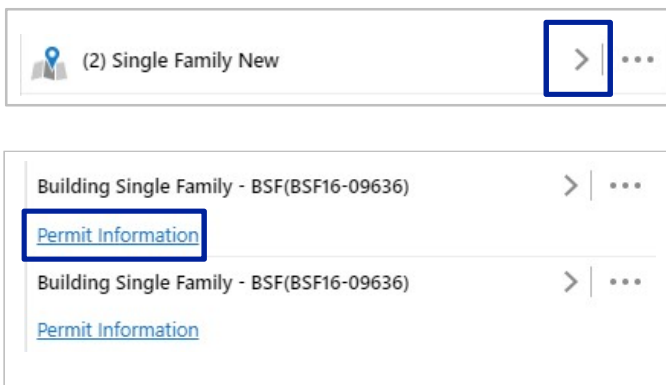 (2) Single Family New
Building Single Family - BSF(BSF16-09636)
Permit Information
Building Single Family - BSF(BSF16-09636)
Permit Information